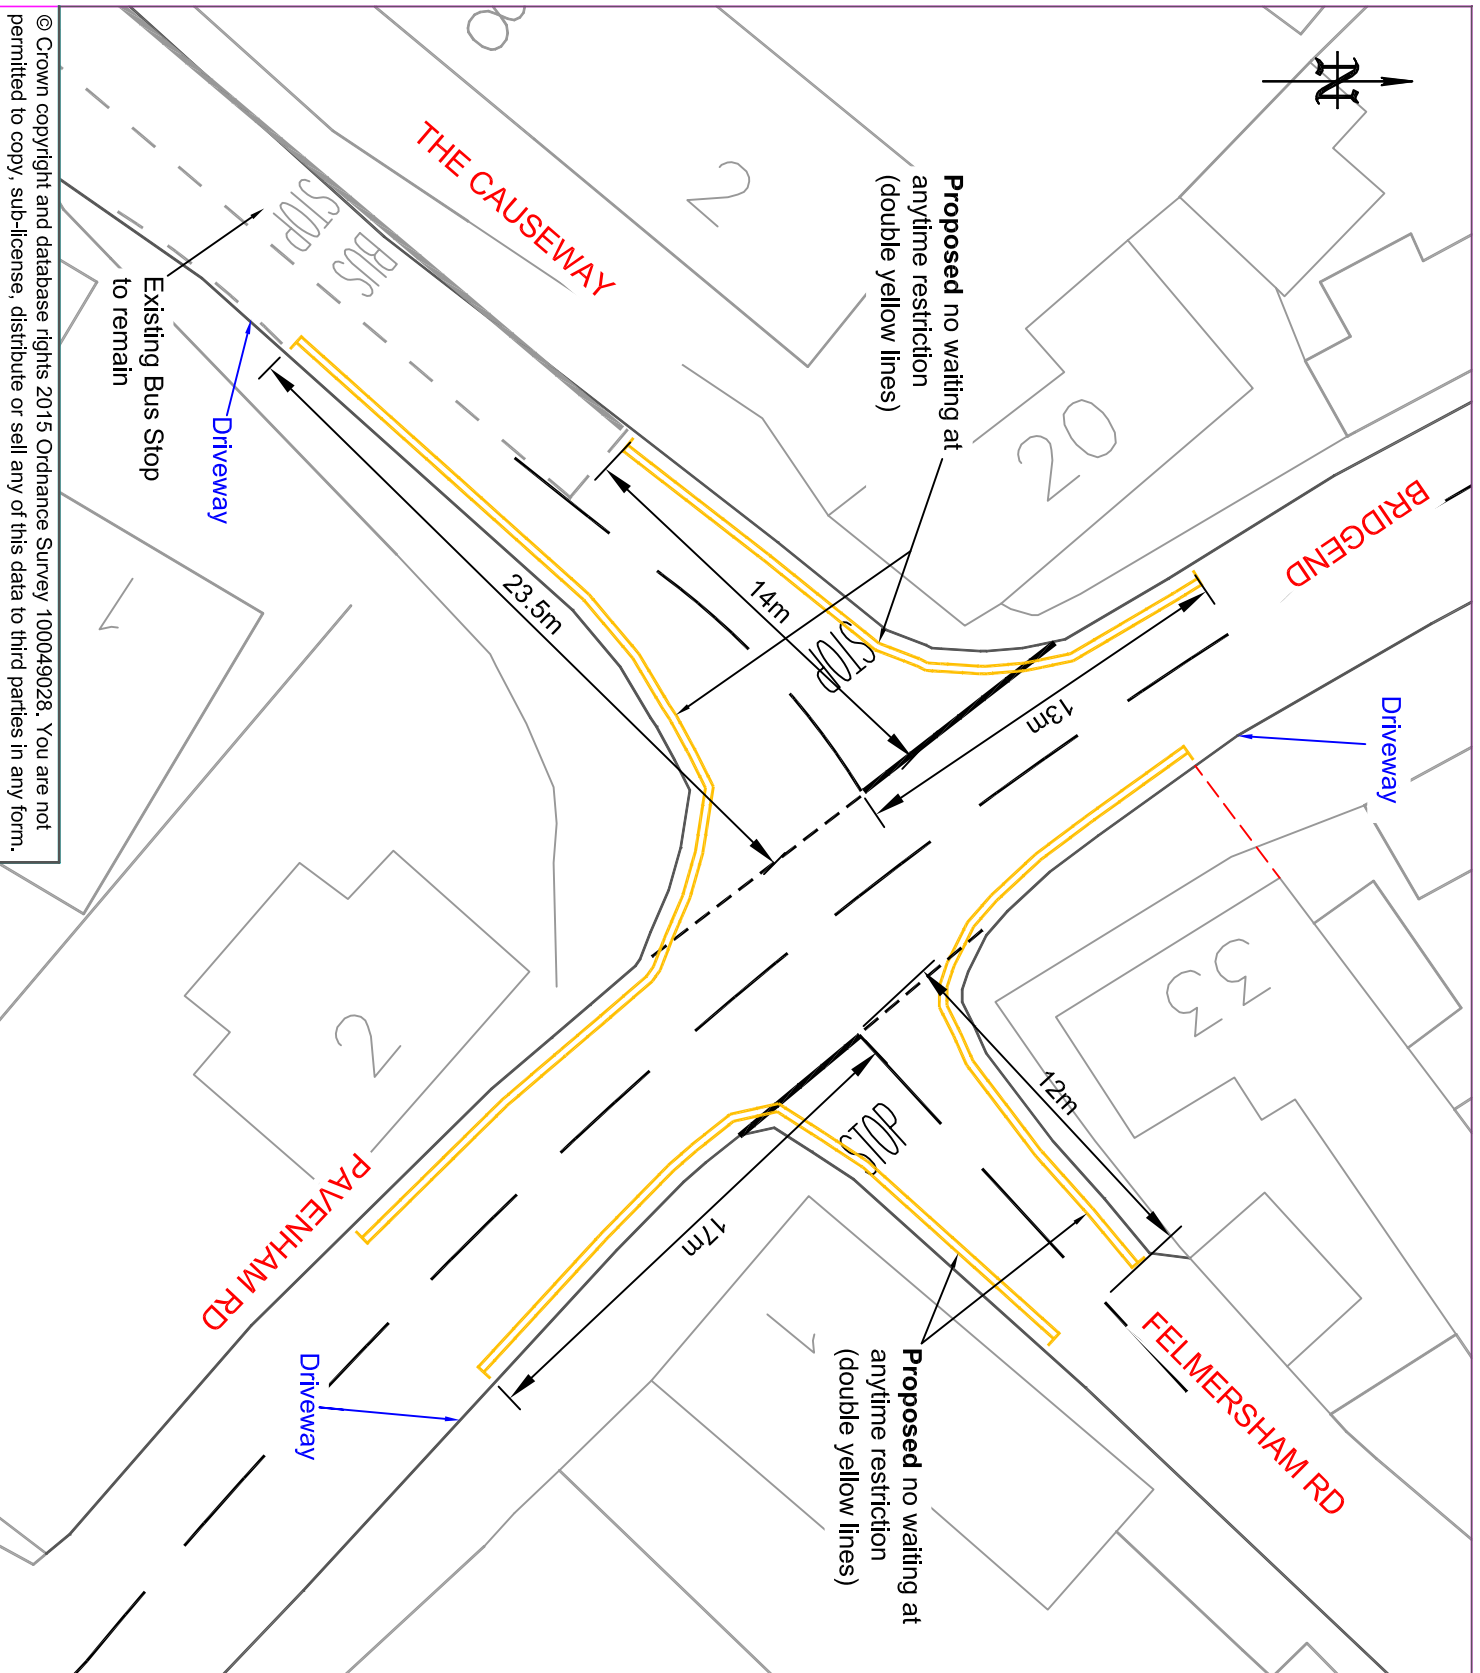 N
8
THE CAUSEWAY
2
Proposed no waiting at
anytime restriction
(double yellow lines)
20
BRIDGEND
BUS
STOP
Existing Bus Stop
to remain
Driveway
23.5m
14m
STOP
13m
Driveway
33
1
2
12m
STOP
17m
1
PAVENHAM RD
FELMERSHAM RD
Driveway
Proposed no waiting at
anytime restriction
(double yellow lines)
© Crown copyright and database rights 2015 Ordnance Survey 100049028. You are not
permitted to copy, sub-license, distribute or sell any of this data to third parties in any form.